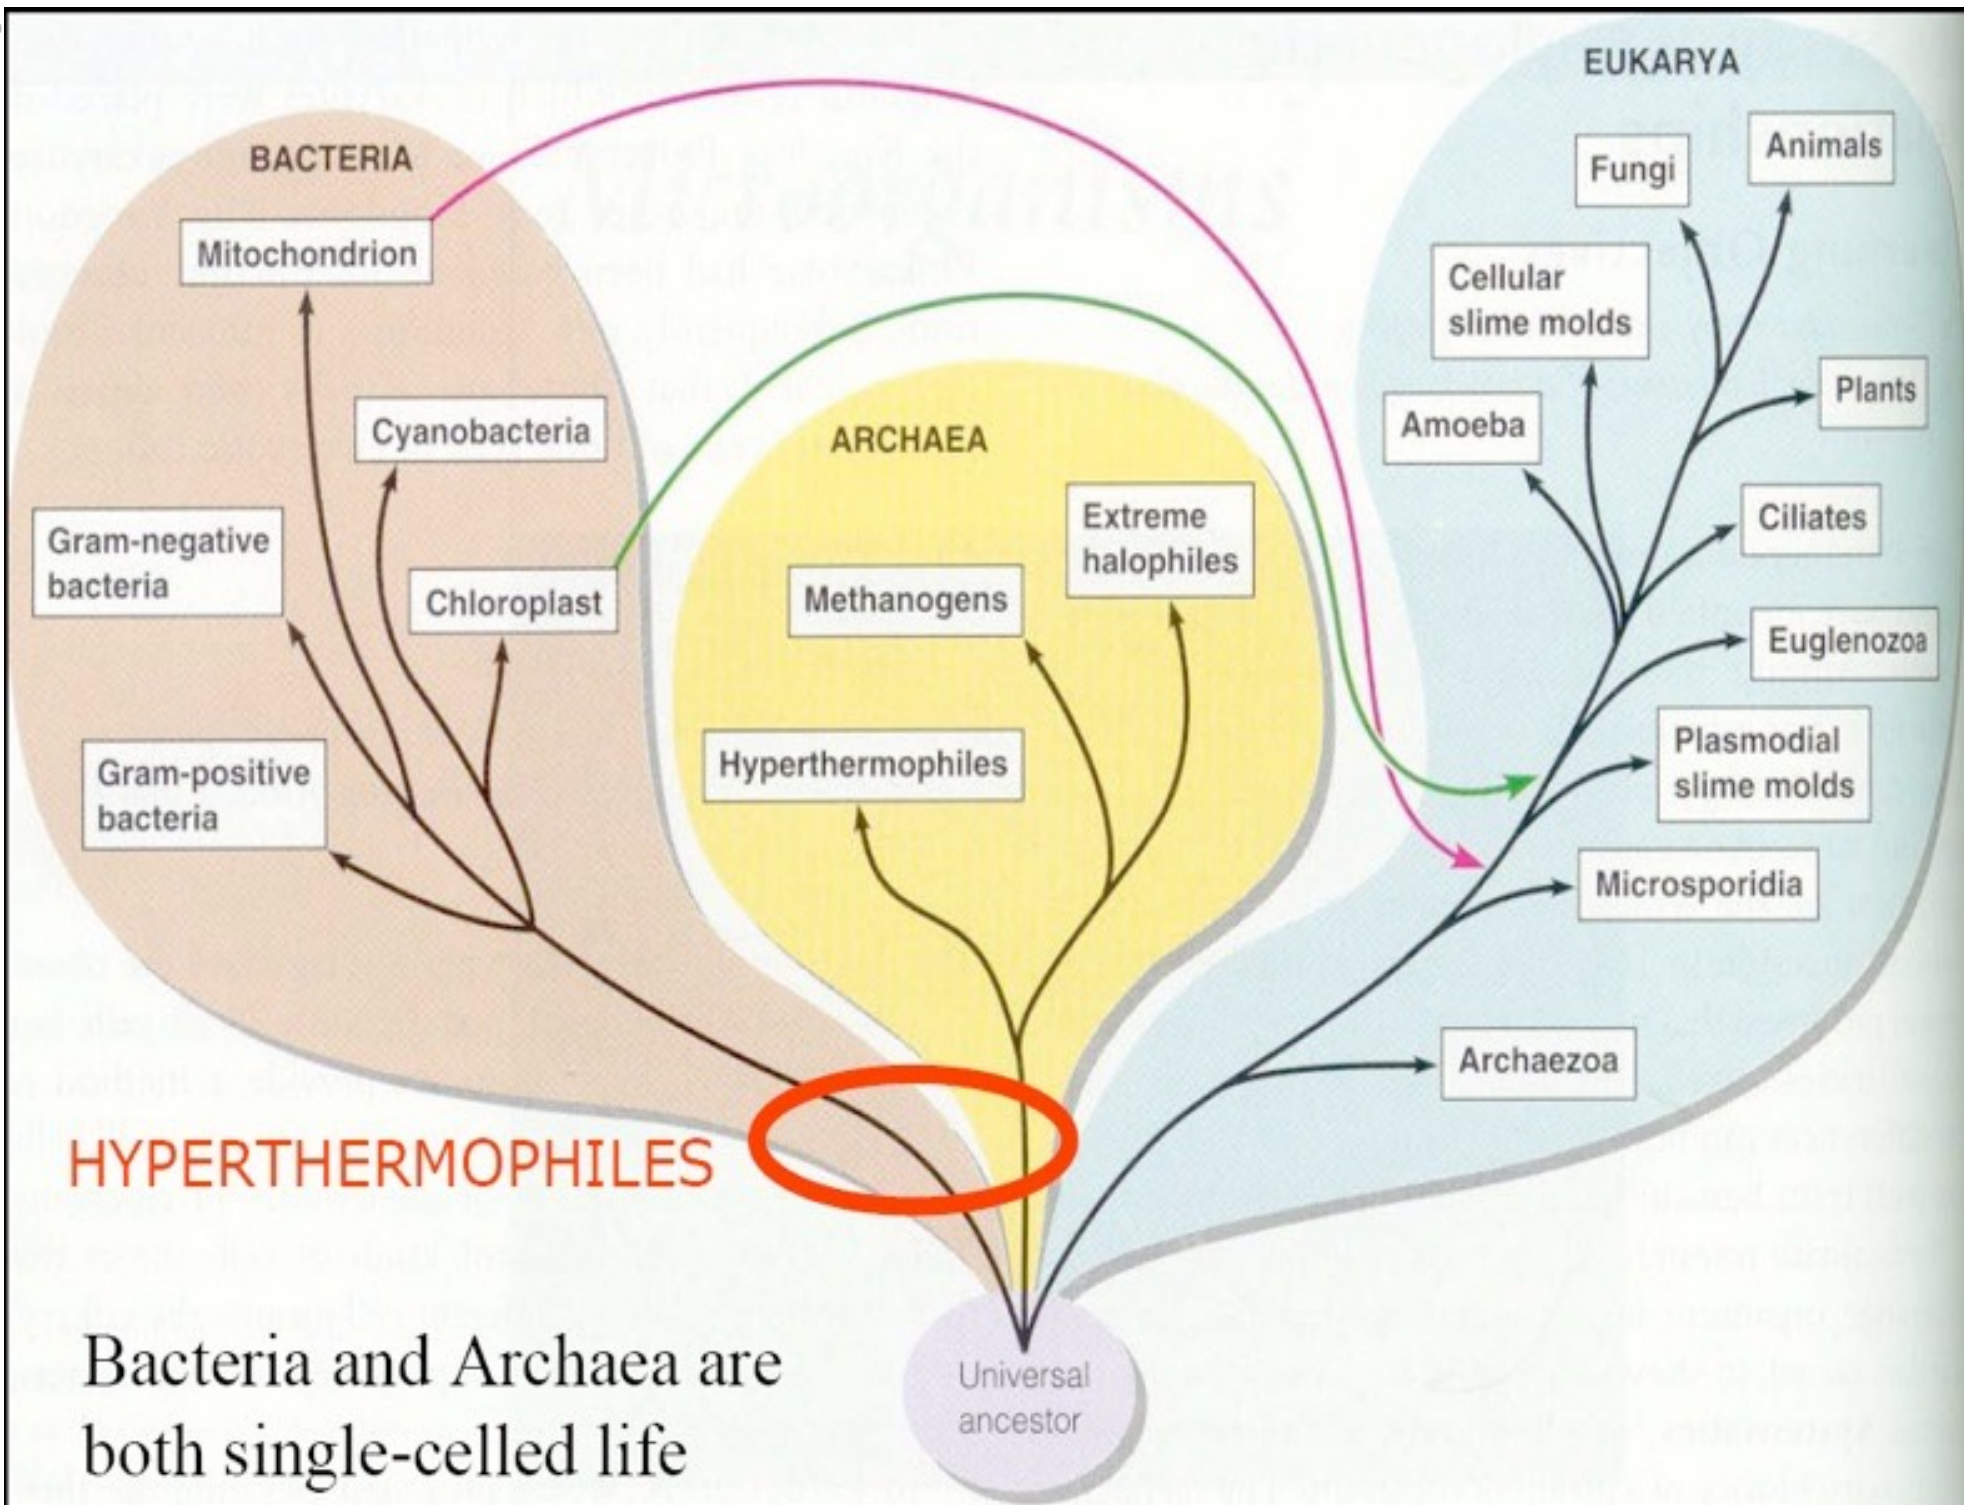 EUKARYA
BACTERIA
Mitochondrion
Cyanobacteria
Gram-negative
bacteria
Chloroplast
Gram-positive
bacteria
ARCHAEA
Extreme
halophiles
Methanogens
Hyperthermophiles
Fungi
Animals
Cellular
slime molds
Plants
Amoeba
Ciliates
Euglenozoa
Plasmodial
slime molds
Microsporidia
Archaezoa
HYPERTHERMOPHILES
Universal
ancestor
Bacteria and Archaea are
both single-celled life